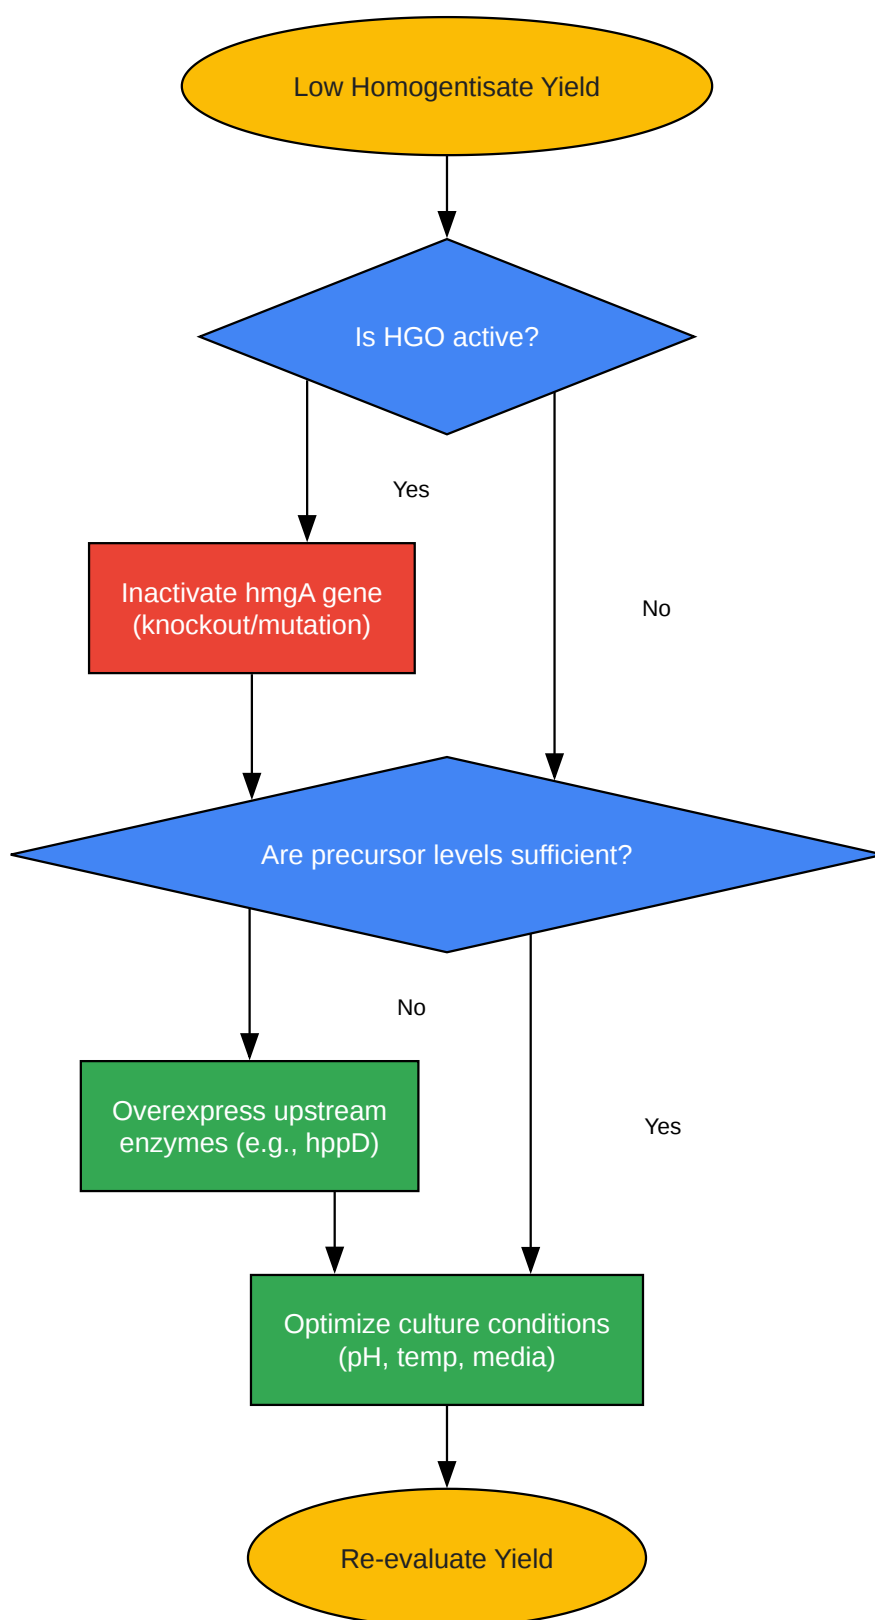 Low Homogentisate Yield
Is HGO active?
Yes
Inactivate hmgA gene
(knockout/mutation)
No
Are precursor levels sufficient?
No
Overexpress upstream
enzymes (e.g., hppD)
Yes
Optimize culture conditions
(pH, temp, media)
Re-evaluate Yield